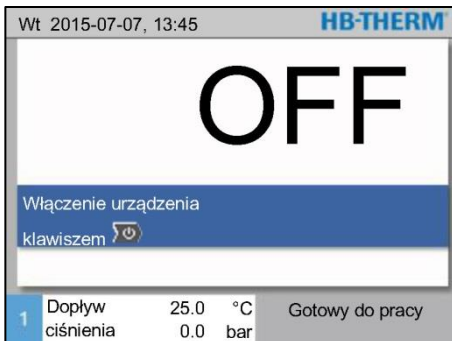 Wt 2015-07-07, 13:45 HB-THERM
OFF
Włączenie urządzenia
klawiszem
1 Dopływ 25.0 °C Gotowy do pracy
ciśnienia 0.0 bar